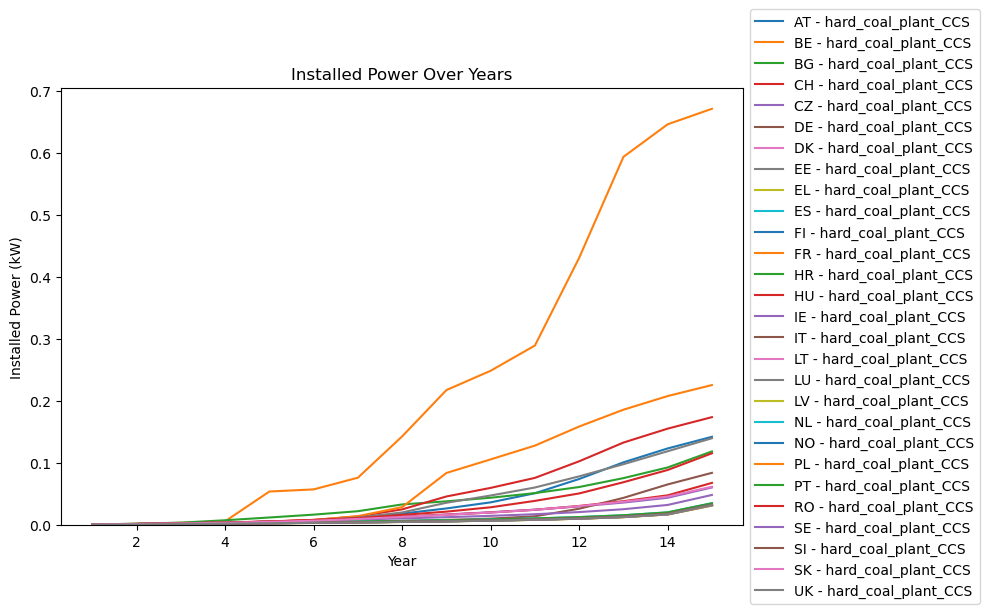 Installed Power Over Years
Installed Power (kW)
0.7
0.6
0.5
0.4
0.3
0.2
0.1
0.0
2 4 6 8 10 12 14
Year
AT - hard_coal_plant_CCS
BE - hard_coal_plant_CCS
BG - hard_coal_plant_CCS
CH - hard_coal_plant_CCS
CZ - hard_coal_plant_CCS
DE - hard_coal_plant_CCS
DK - hard_coal_plant_CCS
EE - hard_coal_plant_CCS
EL - hard_coal_plant_CCS
ES - hard_coal_plant_CCS
FI - hard_coal_plant_CCS
FR - hard_coal_plant_CCS
HR - hard_coal_plant_CCS
HU - hard_coal_plant_CCS
IE - hard_coal_plant_CCS
IT - hard_coal_plant_CCS
LT - hard_coal_plant_CCS
LU - hard_coal_plant_CCS
LV - hard_coal_plant_CCS
NL - hard_coal_plant_CCS
NO - hard_coal_plant_CCS
PL - hard_coal_plant_CCS
PT - hard_coal_plant_CCS
RO - hard_coal_plant_CCS
SE - hard_coal_plant_CCS
SI - hard_coal_plant_CCS
SK - hard_coal_plant_CCS
UK - hard_coal_plant_CCS